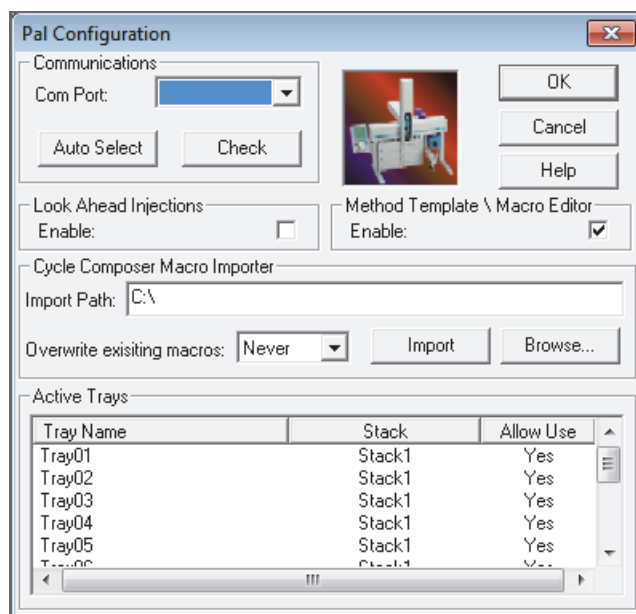 Pal Configuration
Communications
Com Port:
Auto Select
Check
OK
Cancel
Help
Look Ahead Injections
Enable:
Method Template \ Macro Editor
Enable:
Cycle Composer Macro Importer
Import Path: C:\
Overwrite exisiting macros: Never
Import
Browse...
Active Trays
Tray Name Stack Allow Use
Tray01 Stack1 Yes
Tray02 Stack1 Yes
Tray03 Stack1 Yes
Tray04 Stack1 Yes
Tray05 Stack1 Yes